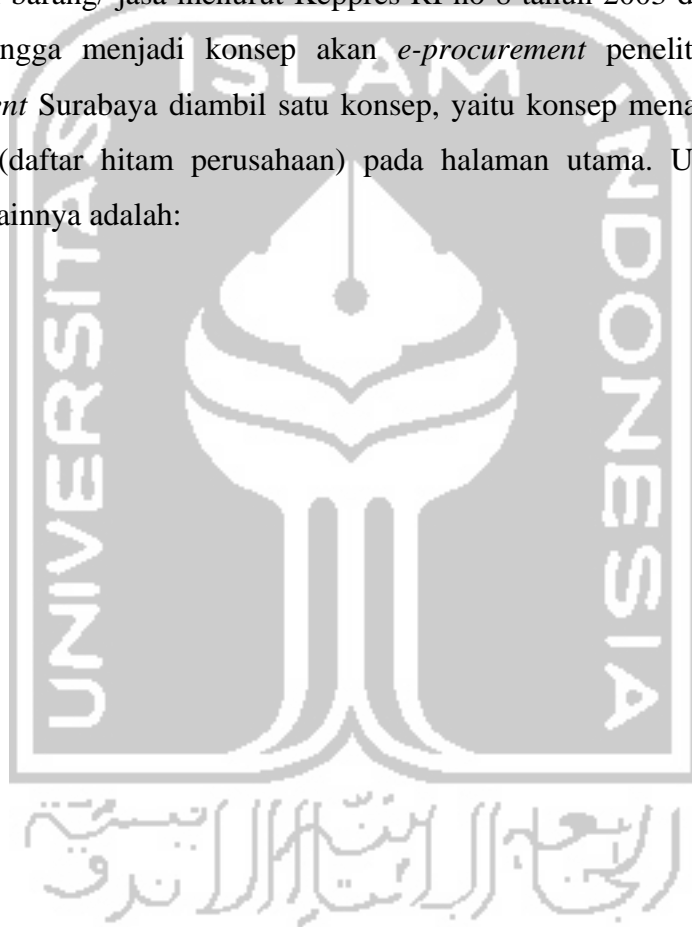 barang/ jasa menurut Keppres RI no 8 tahun 2003 d
ngga menjadi konsep akan e-procurement penelit
ent Surabaya diambil satu konsep, yaitu konsep mena
(daftar hitam perusahaan) pada halaman utama. U
ainnya adalah:
UNIVERSITAS
ISLAM
INDONESIA